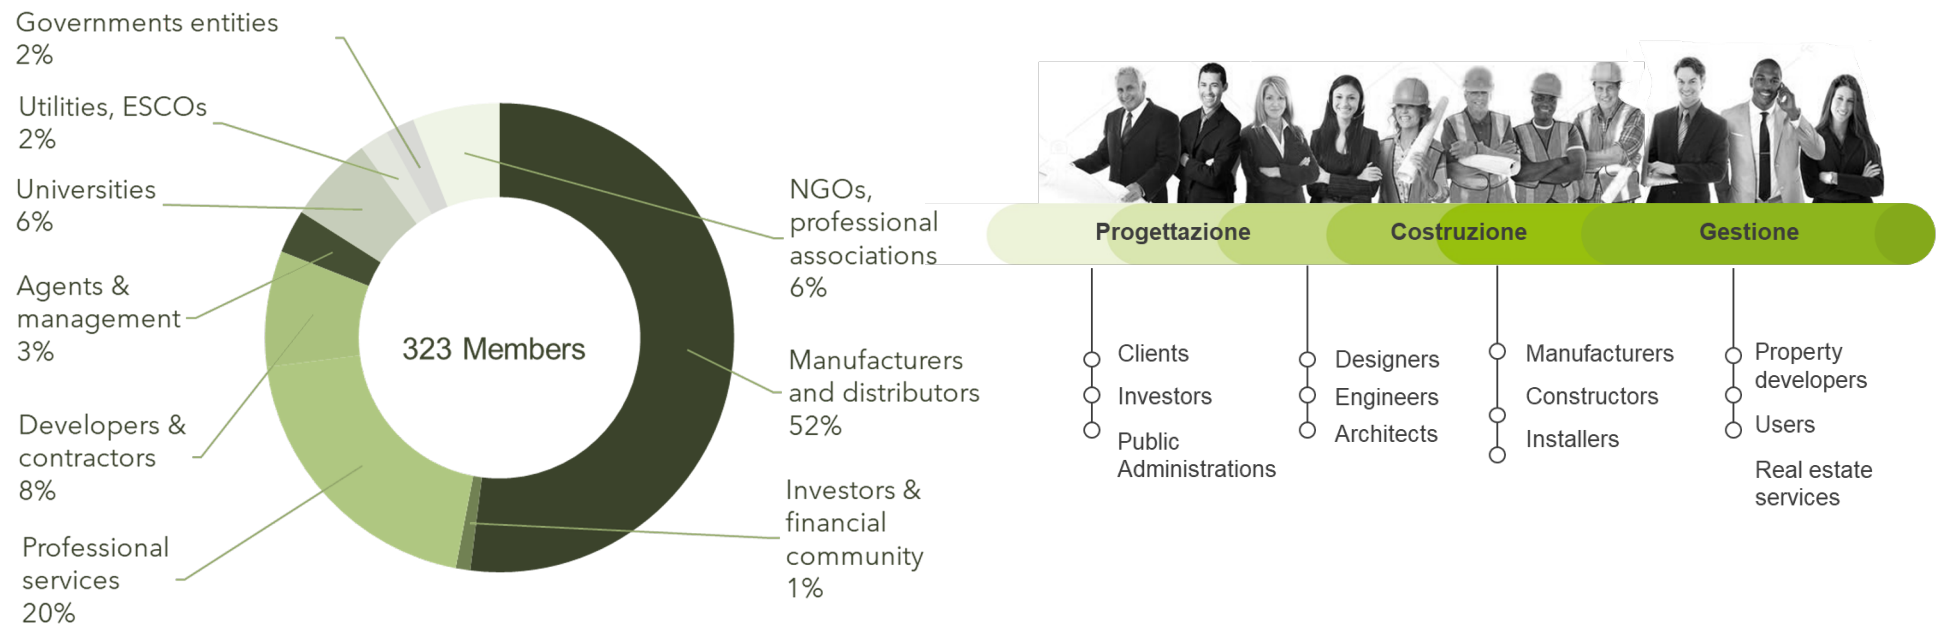 Governments entities
2%
Utilities, ESCOs
2%
Universities
6%
Agents &
management
3%
Developers &
contractors
8%
Professional
services
20%
323 Members
NGOs,
professional
associations
6%
Manufacturers
and distributors
52%
Investors &
financial
community
1%
Progettazione
Costruzione
Gestione
Clients
Investors
Public
Administrations
Designers
Engineers
Architects
Manufacturers
Constructors
Installers
Property
developers
Users
Real estate
services